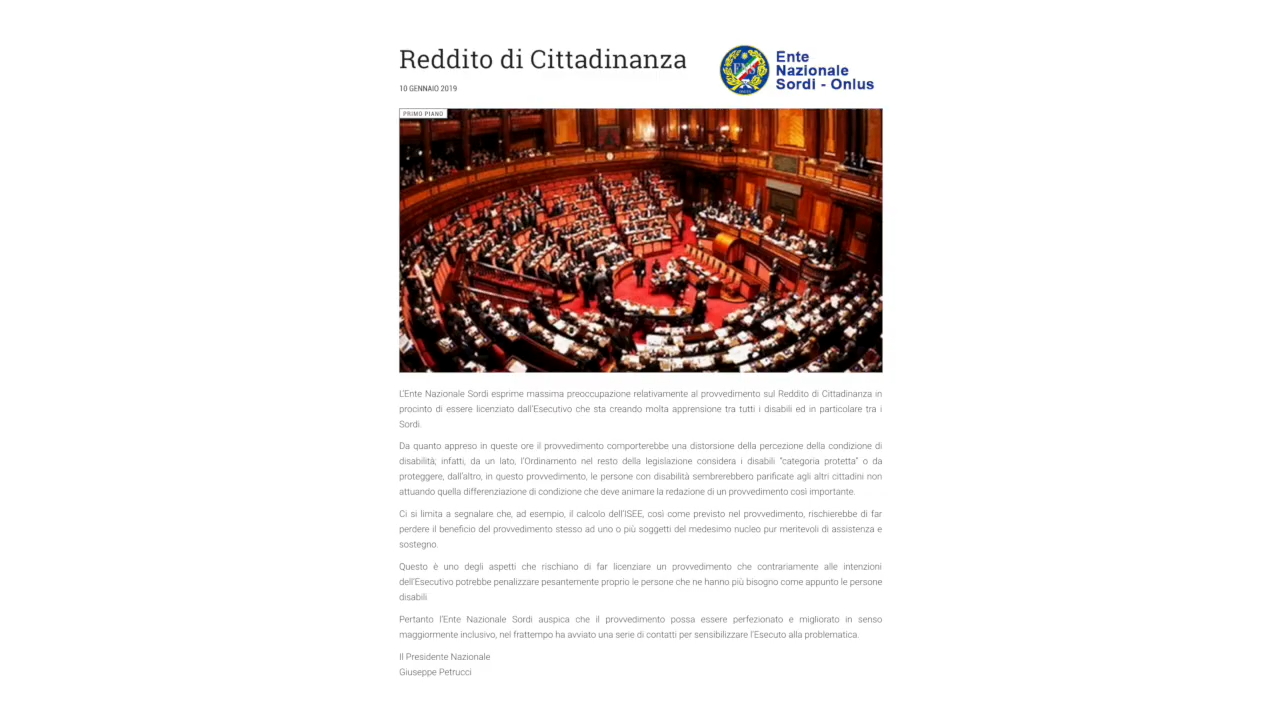 Reddito di Cittadinanza
ENS
Ente
Nazionale
Sordi - Onlus
10 GENNAIO 2019
PRIMO PIANO
L'Ente Nazionale Sordi esprime massima preoccupazione relativamente al provvedimento sul Reddito di Cittadinanza in
procinto di essere licenziato dall'Esecutivo che sta creando molta apprensione tra tutti i disabili ed in particolare tra i
Sordi.
Da quanto appreso in queste ore il provvedimento comporterebbe una distorsione della percezione della condizione di
disabilità; infatti, da un lato, l'Ordinamento nel resto della legislazione considera i disabili “categoria protetta” o da
proteggere, dall'altro, in questo provvedimento, le persone con disabilità sembrerebbero parificate agli altri cittadini non
attuando quella differenziazione di condizione che deve animare la redazione di un provvedimento così importante.
Ci si limita a segnalare che, ad esempio, il calcolo dell'ISEE, così come previsto nel provvedimento, rischierebbe di far
perdere il beneficio del provvedimento stesso ad uno o più soggetti del medesimo nucleo pur meritevoli di assistenza e
sostegno.
Questo è uno degli aspetti che rischiano di far licenziare un provvedimento che contrariamente alle intenzioni
dell'Esecutivo potrebbe penalizzare pesantemente proprio le persone che ne hanno più bisogno come appunto le persone
disabili
Pertanto l'Ente Nazionale Sordi auspica che il provvedimento possa essere perfezionato e migliorato in senso
maggiormente inclusivo, nel frattempo ha avviato una serie di contatti per sensibilizzare l'Esecuto alla problematica.
Il Presidente Nazionale
Giuseppe Petrucci